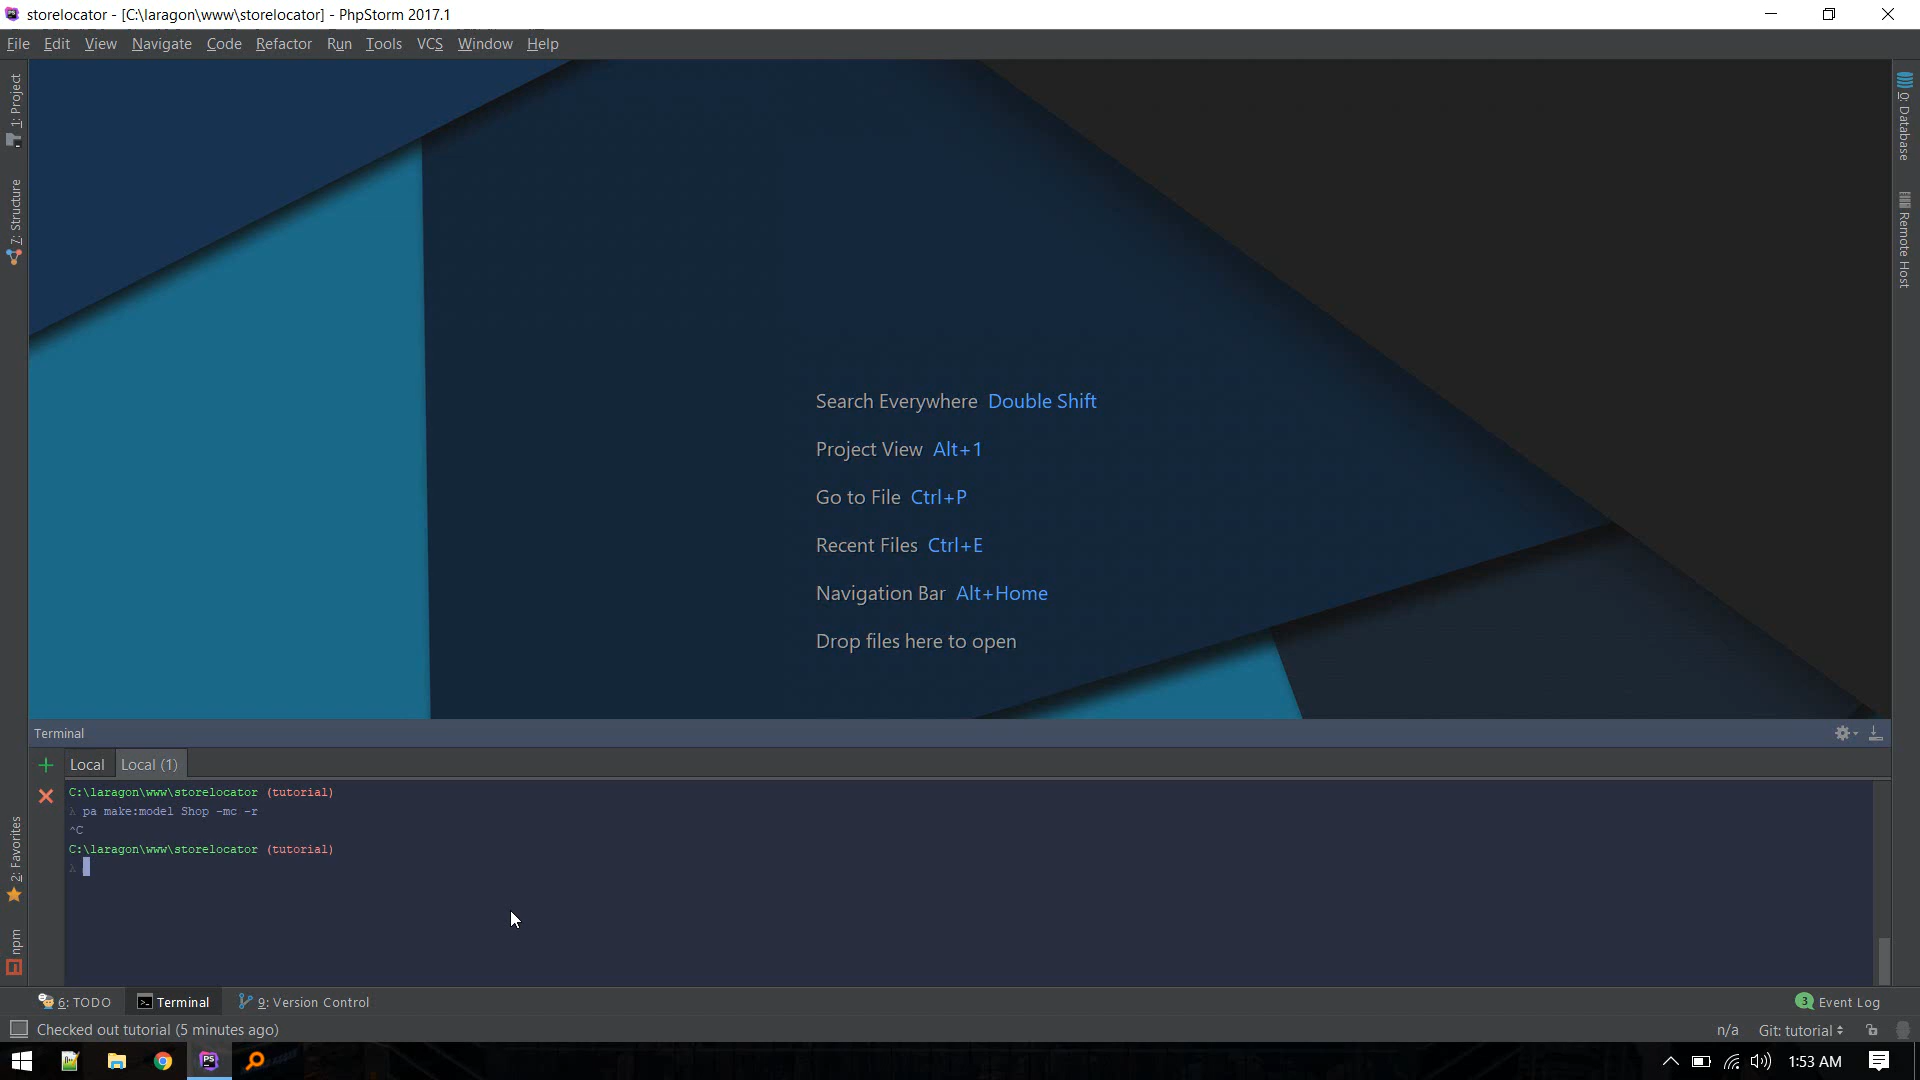 storelocator - [C:\laragon\www\storelocator] - PhpStorm 2017.1
File Edit View Navigate Code Refactor Run Tools VCS Window Help
1: Project
7: Structure
2: Favorites
npm
Database
Remote Host
Search Everywhere Double Shift
Project View Alt+1
Go to File Ctrl+P
Recent Files Ctrl+E
Navigation Bar Alt+Home
Drop files here to open
Terminal
Local Local (1)
C:\laragon\www\storelocator (tutorial)
λ pa make:model Shop -mc -r
^C
C:\laragon\www\storelocator (tutorial)
λ
6: TODO Terminal 9: Version Control 3 Event Log
Checked out tutorial (5 minutes ago) n/a Git: tutorial
PS 1:53 AM